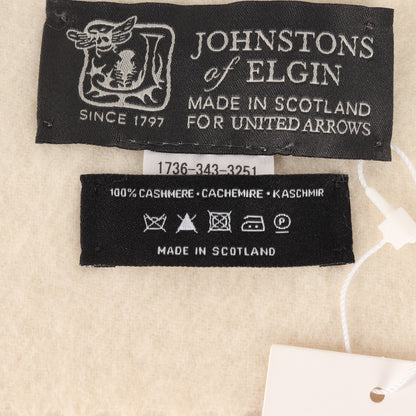 JOHNSTONS
of ELGIN
MADE IN SCOTLAND
FOR UNITED ARROWS
SINCE 1797
1736-343-3251
100% CASHMERE • CACHEMIRE • KASCHMIR
P
MADE IN SCOTLAND